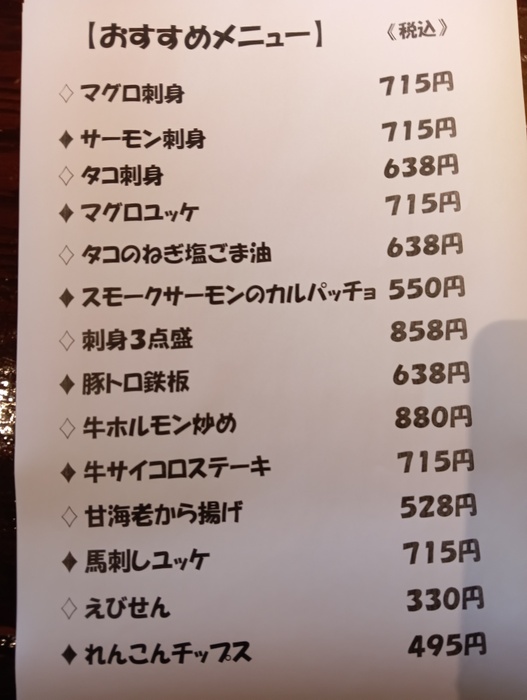 【おすすめメニュー】 《税込》
◇マグロ刺身 715円
◆サーモン刺身 715円
◇タコ刺身 638円
◆マグロユッケ 715円
◇タコのねぎ塩ごま油 638円
◆スモークサーモンのカルパッチョ 550円
◇刺身3点盛 858円
◆豚トロ鉄板 638円
◇牛ホルモン炒め 880円
◆牛サイコロステーキ 715円
◇甘海老から揚げ 528円
◆馬刺しユッケ 715円
◇えびせん 330円
◆れんこんチップス 495円